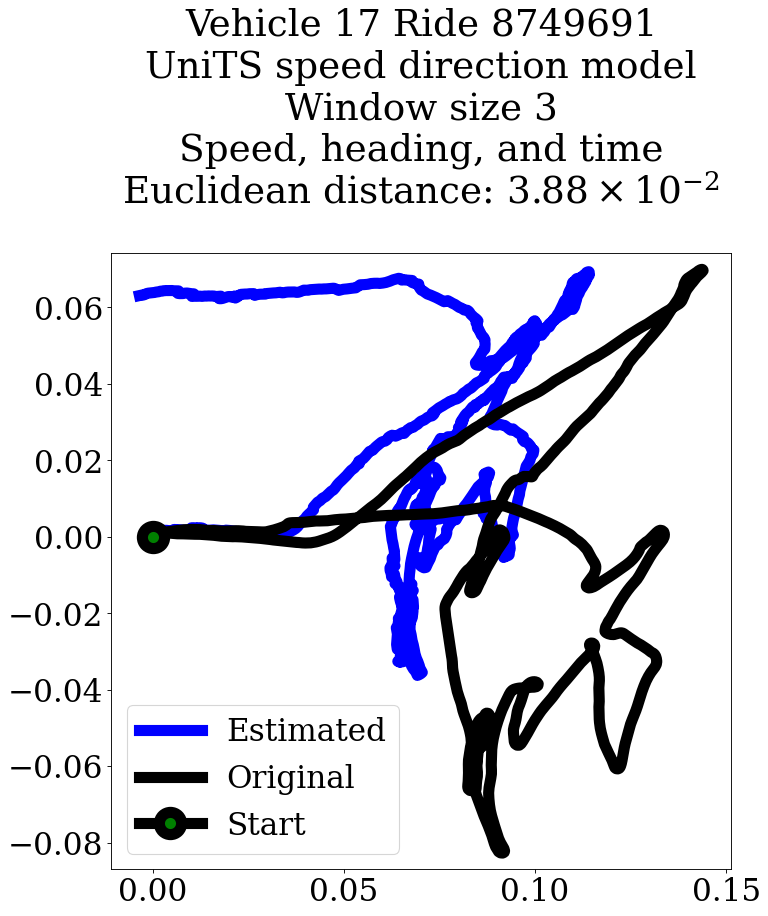 Vehicle 17 Ride 8749691
UniTS speed direction model
Window size 3
Speed, heading, and time
Euclidean distance: 3.88 × 10⁻²
0.06
0.04
0.02
0.00
−0.02
−0.04
−0.06
−0.08
Estimated
Original
Start
0.00 0.05 0.10 0.15